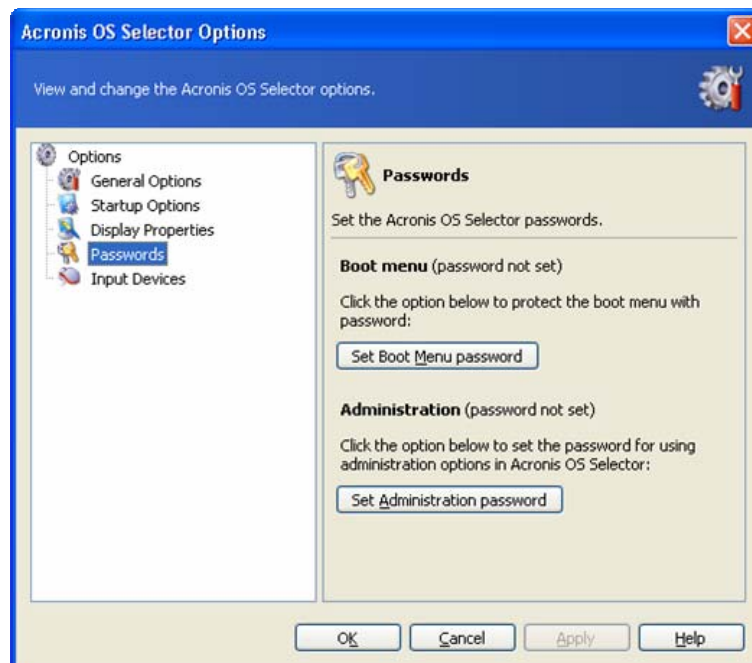 Acronis OS Selector Options
View and change the Acronis OS Selector options.
Options
General Options
Startup Options
Display Properties
Passwords
Input Devices
Passwords
Set the Acronis OS Selector passwords.
Boot menu (password not set)
Click the option below to protect the boot menu with
password:
Set Boot Menu password
Administration (password not set)
Click the option below to set the password for using
administration options in Acronis OS Selector:
Set Administration password
OK
Cancel
Apply
Help